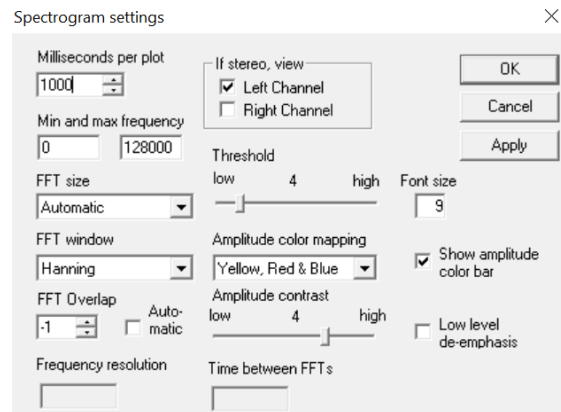 Spectrogram settings
Milliseconds per plot
1000
If stereo, view
Left Channel
Right Channel
OK
Cancel
Apply
Min and max frequency
0 128000
Threshold
low 4 high
Font size
9
FFT size
Automatic
FFT window
Hanning
Amplitude color mapping
Yellow, Red & Blue
Show amplitude
color bar
FFT Overlap
-1
Auto-
matic
Amplitude contrast
low 4 high
Low level
de-emphasis
Frequency resolution
Time between FFTs